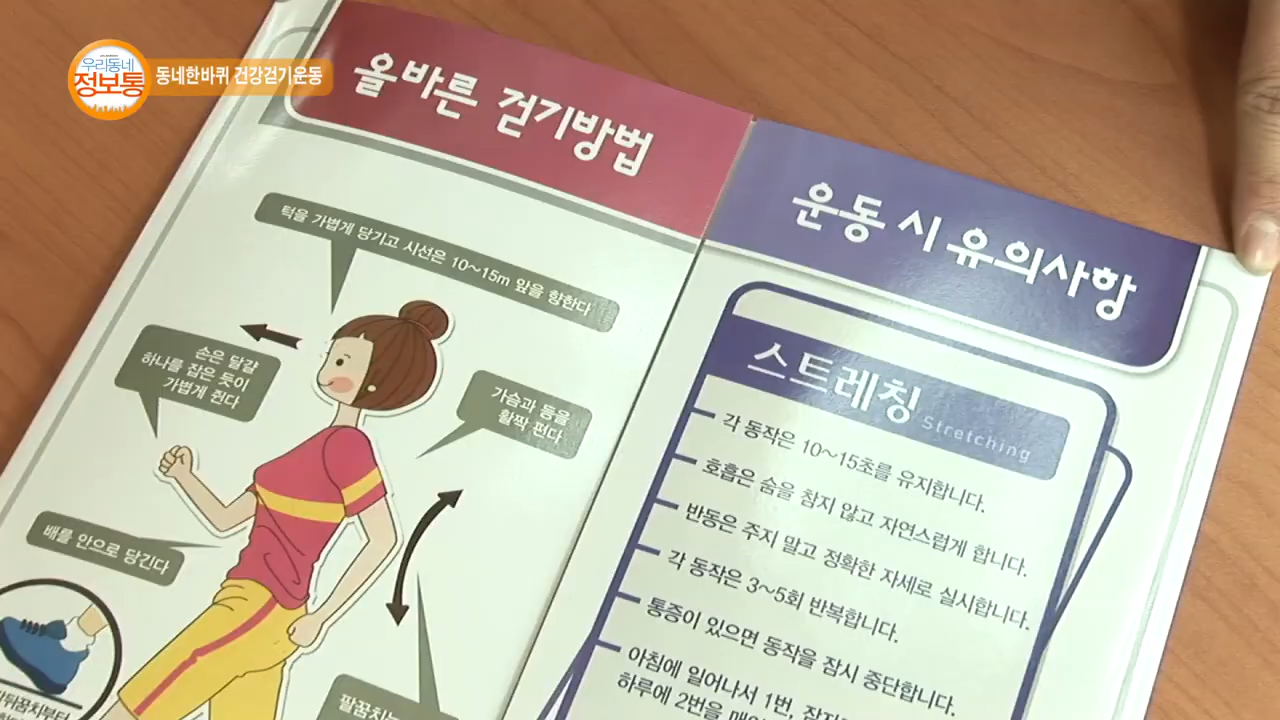 우리동네
정보통
동네한바퀴 건강걷기운동
올바른 걷기방법
턱을 가볍게 당기고 시선은 10~15m 앞을 향한다
손은 달걀
하나를 잡은 듯이
가볍게 쥔다
가슴과 등을
활짝 편다
배를 안으로 당긴다
팔꿈치는
운동 시 유의사항
스트레칭 Stretching
각 동작은 10~15초를 유지합니다.
호흡은 숨을 참지 않고 자연스럽게 합니다.
반동은 주지 말고 정확한 자세로 실시합니다.
각 동작은 3~5회 반복합니다.
통증이 있으면 동작을 잠시 중단합니다.
아침에 일어나서 1번,
하루에 2번을